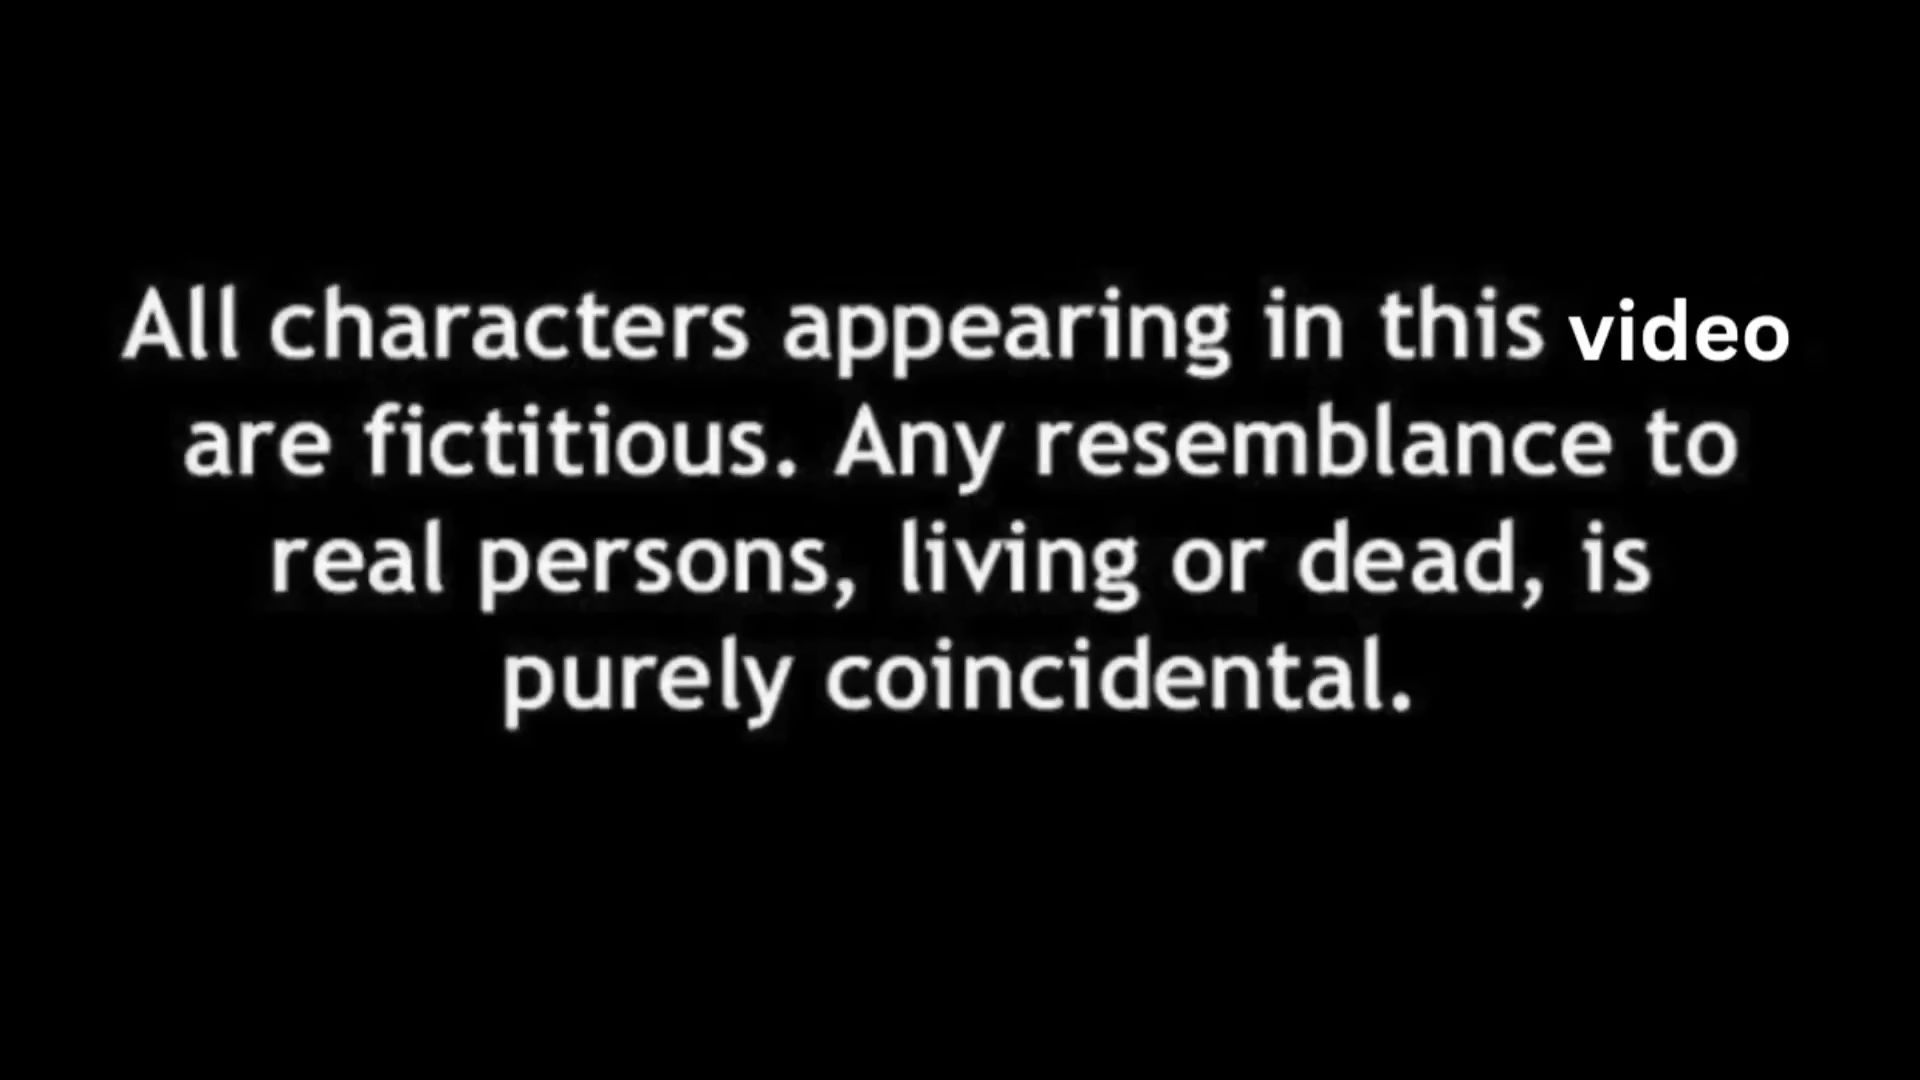 All characters appearing in this video
are fictitious. Any resemblance to
real persons, living or dead, is
purely coincidental.